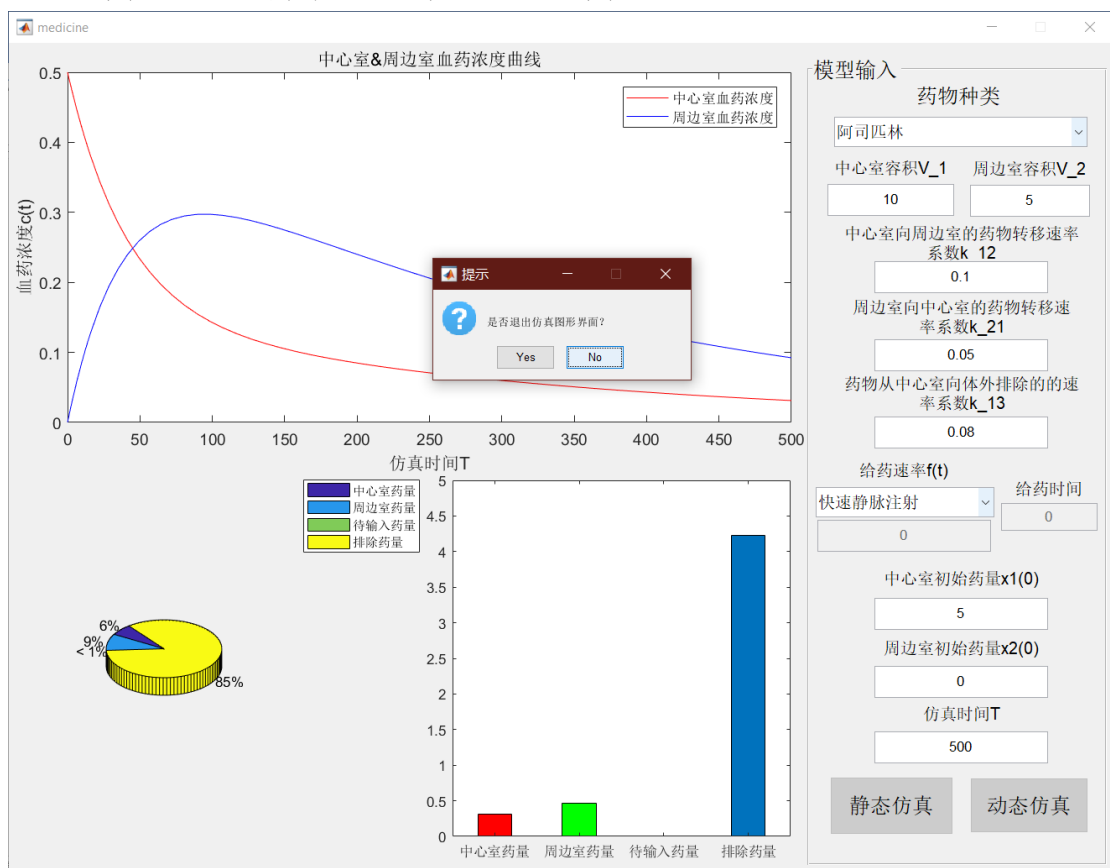 medicine
中心室&周边室血药浓度曲线
0.5
0.4
0.3
0.2
0.1
0
血药浓度c(t)
中心室血药浓度
周边室血药浓度
0 50 100 150 200 250 300 350 400 450 500
仿真时间T
提示
是否退出仿真图形界面?
Yes No
中心室药量
周边室药量
待输入药量
排除药量
6%
9%
< 1%
85%
5
4.5
4
3.5
3
2.5
2
1.5
1
0.5
0
中心室药量 周边室药量 待输入药量 排除药量
模型输入
药物种类
阿司匹林
中心室容积V_1 周边室容积V_2
10 5
中心室向周边室的药物转移速率
系数k_12
0.1
周边室向中心室的药物转移速
率系数k_21
0.05
药物从中心室向体外排除的的速
率系数k_13
0.08
给药速率f(t)
给药时间
快速静脉注射
0
0
中心室初始药量x1(0)
5
周边室初始药量x2(0)
0
仿真时间T
500
静态仿真 动态仿真